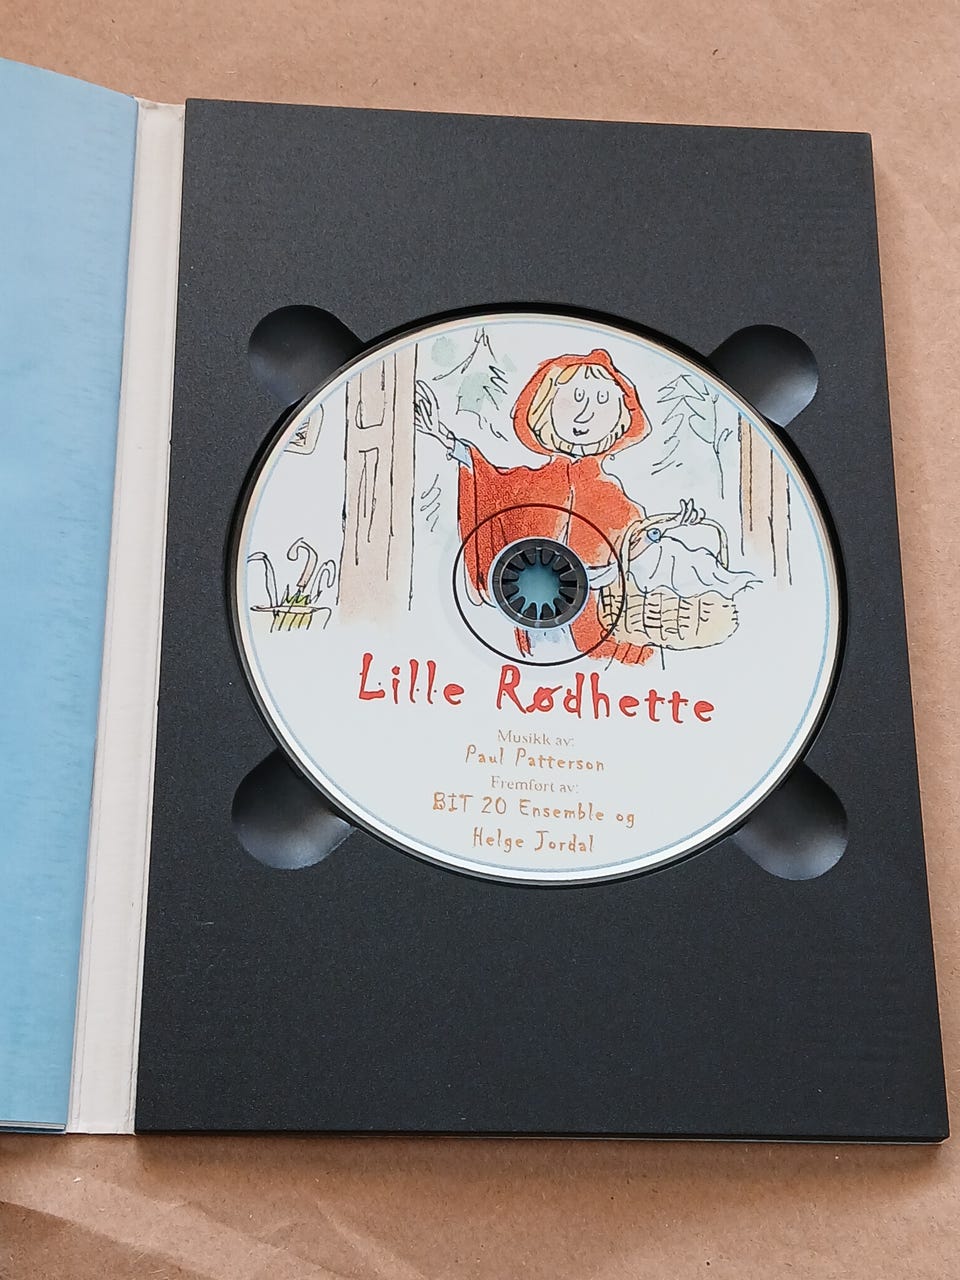 Lille Rødhette
Musikk av:
Paul Patterson
Fremført av:
BIT 20 Ensemble og
Helge Jordal